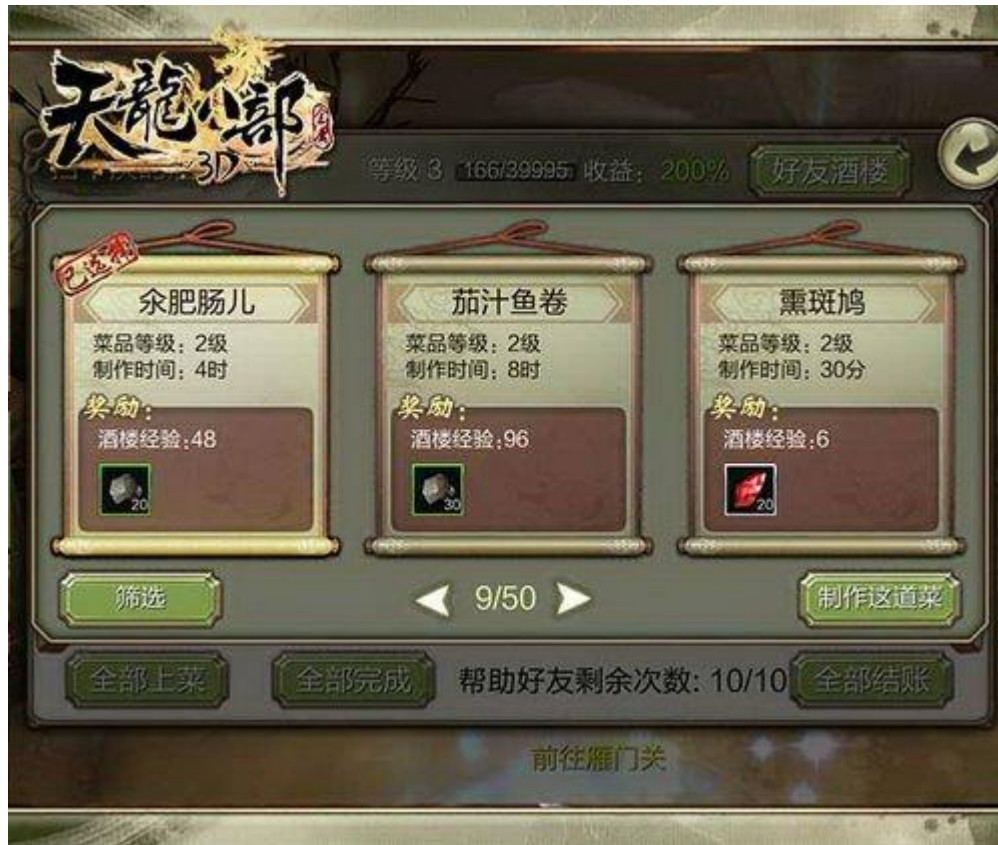 天龍八部
3D
等级 3 166/39995 收益：200% 好友酒楼
已选择
汆肥肠儿
菜品等级：2级
制作时间：4时
奖励：
酒楼经验:48
20
茄汁鱼卷
菜品等级：2级
制作时间：8时
奖励：
酒楼经验:96
30
熏斑鸠
菜品等级：2级
制作时间：30分
奖励：
酒楼经验:6
20
筛选 9/50 制作这道菜
全部上菜 全部完成 帮助好友剩余次数: 10/10 全部结账
前往雁门关